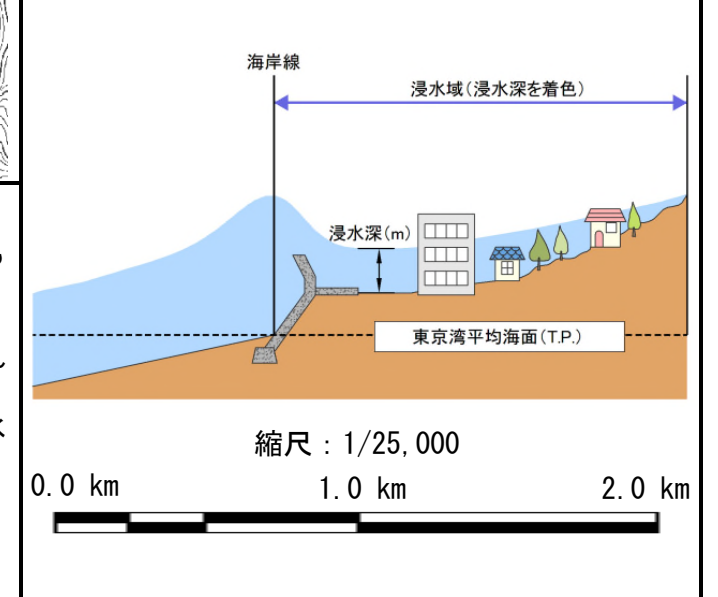 海岸線
浸水域(浸水深を着色)
浸水深(m)
東京湾平均海面(T.P.)
縮尺：1/25,000
0.0 km 1.0 km 2.0 km